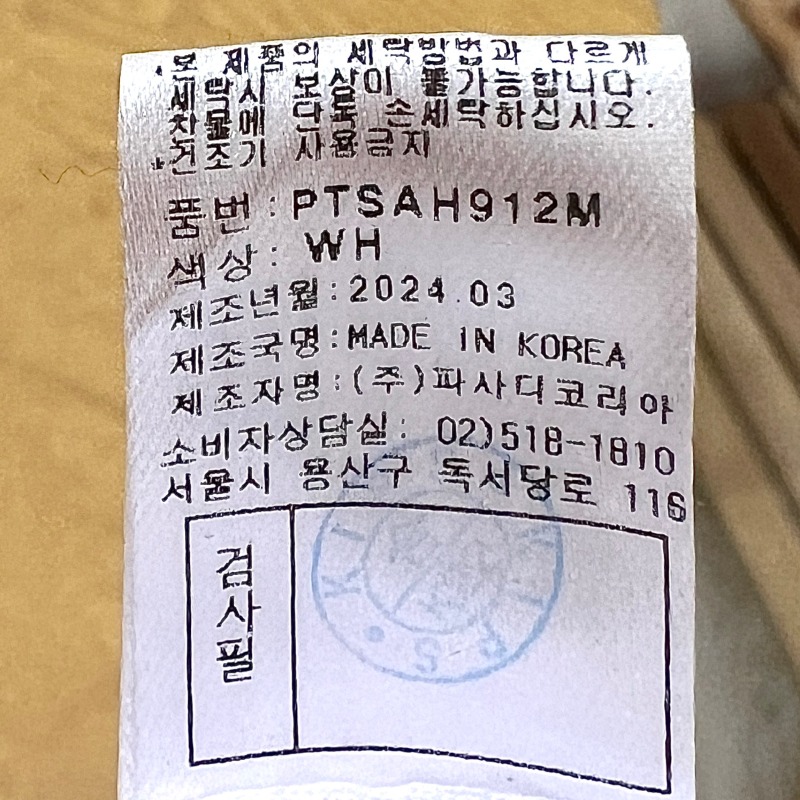 *본 제품의 세탁방법과 다르게
세탁시 보상이 불가능합니다.
찬물에 단독 손세탁하십시오.
*건조기 사용금지
품번:PTSAH912M
색상: WH
제조년월:2024.03
제조국명:MADE IN KOREA
제조자명:(주)파사디코리아
소비자상담실: 02)518-1810
서울시 용산구 독서당로 116
검사필